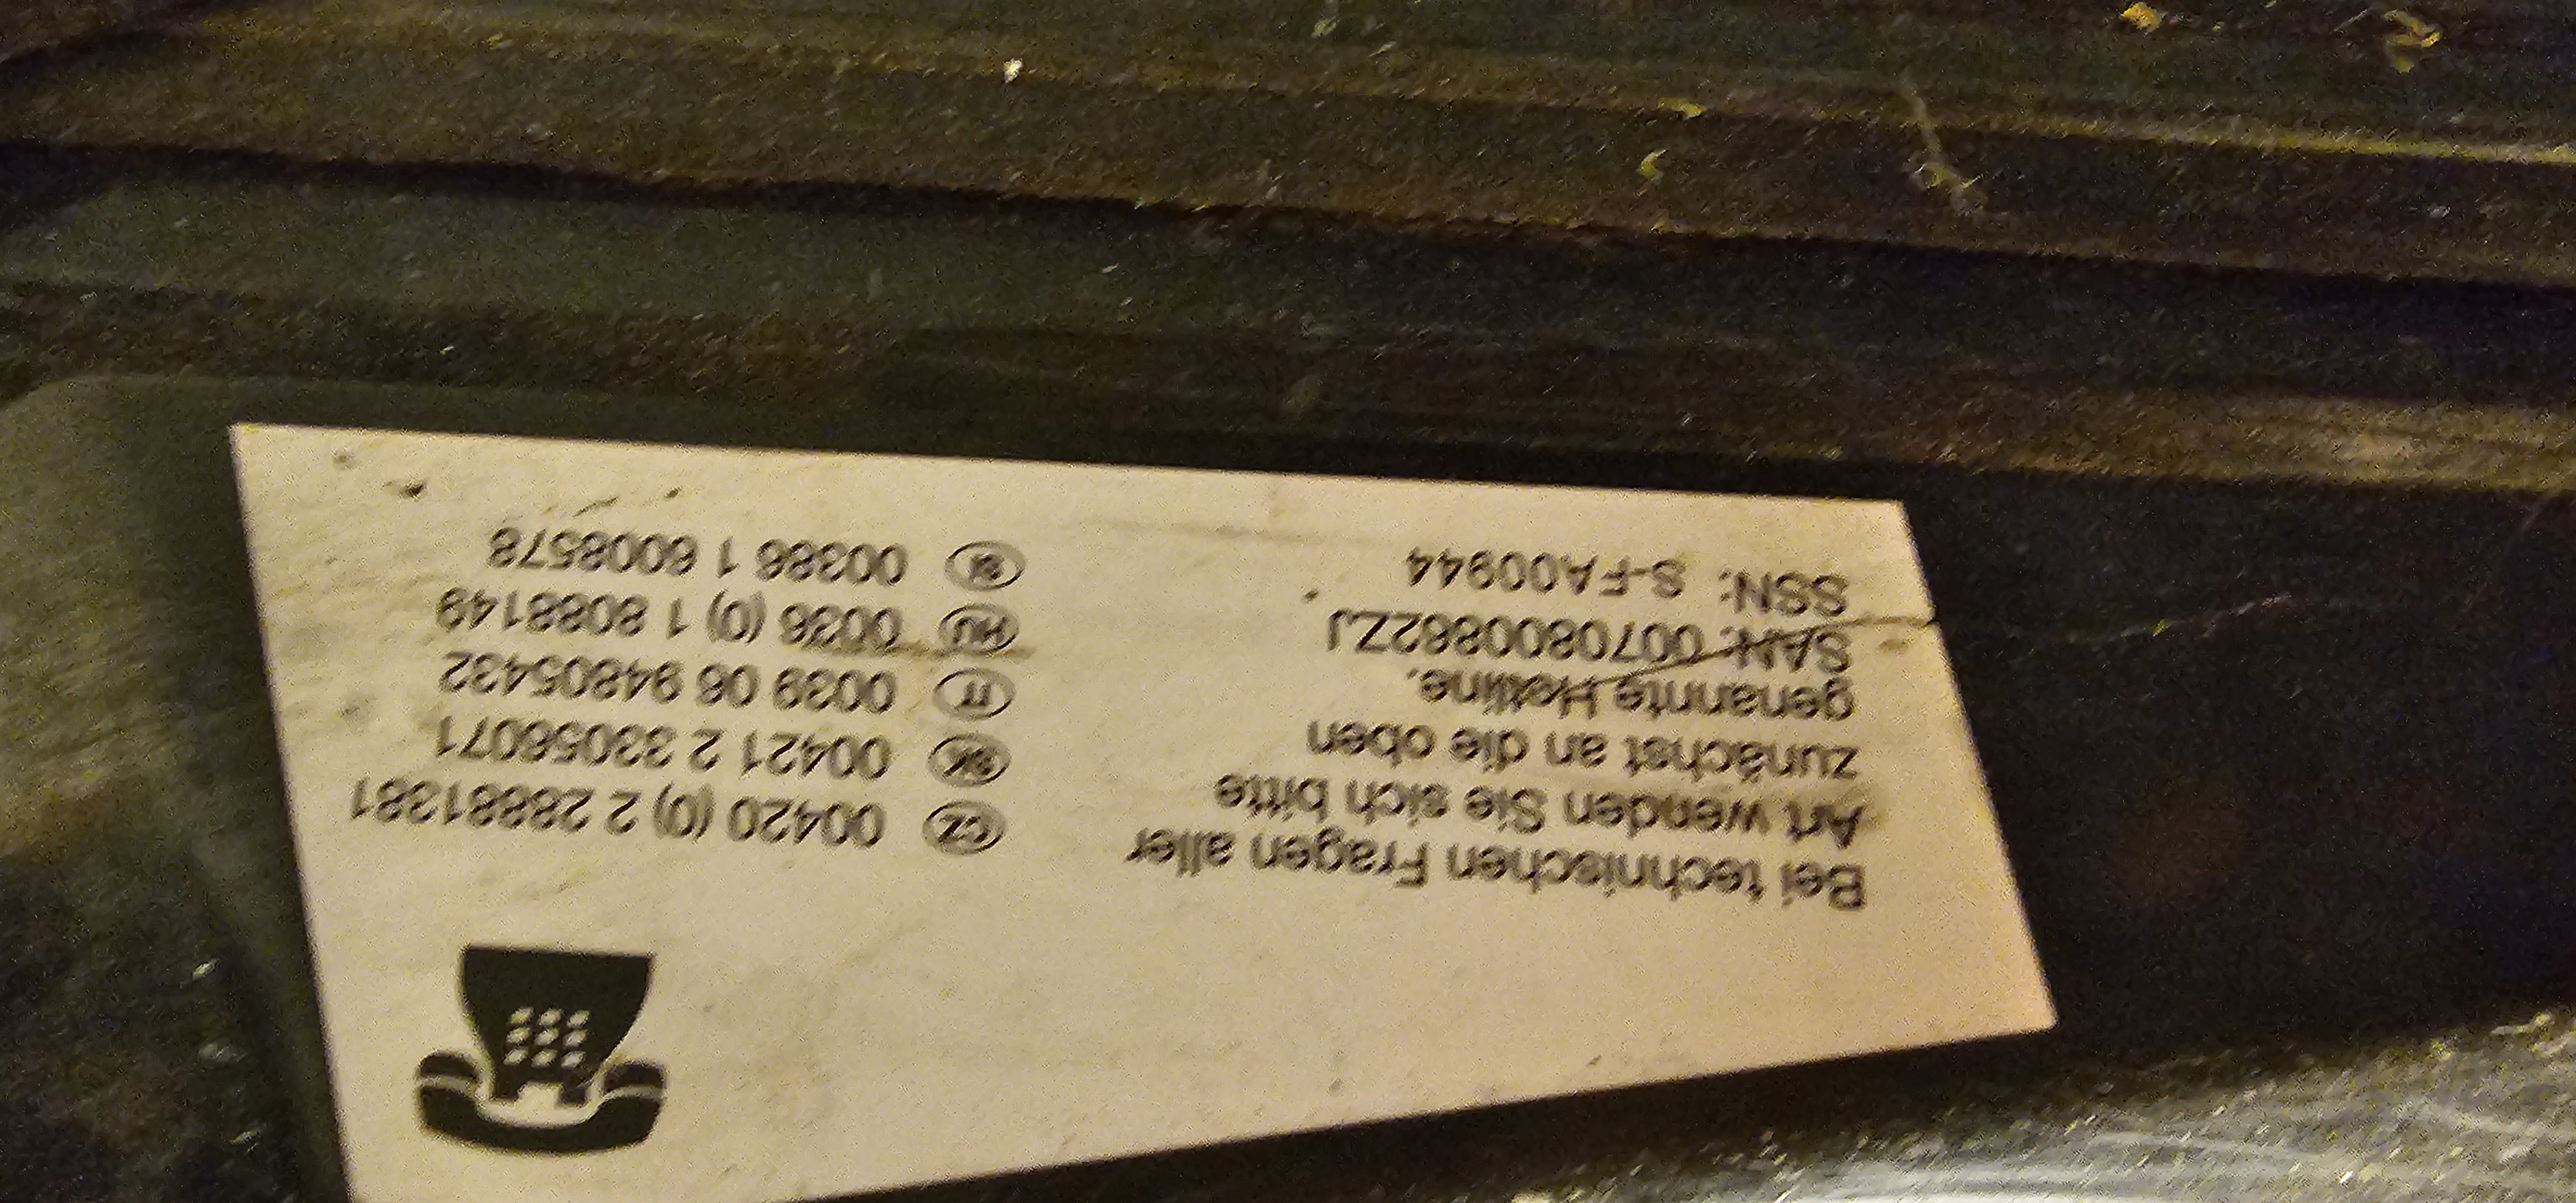 Bei technischen Fragen aller
Art wenden Sie sich bitte
zunächst an die oben
genannte Hotline.
SAN: 0070800862ZJ
SSN: S-FA00944
CZ 00420 (0) 2 28881381
SK 00421 2 33056071
IT 0039 06 94805432
HU 0036 (0) 1 8088149
SI 00386 1 6008578